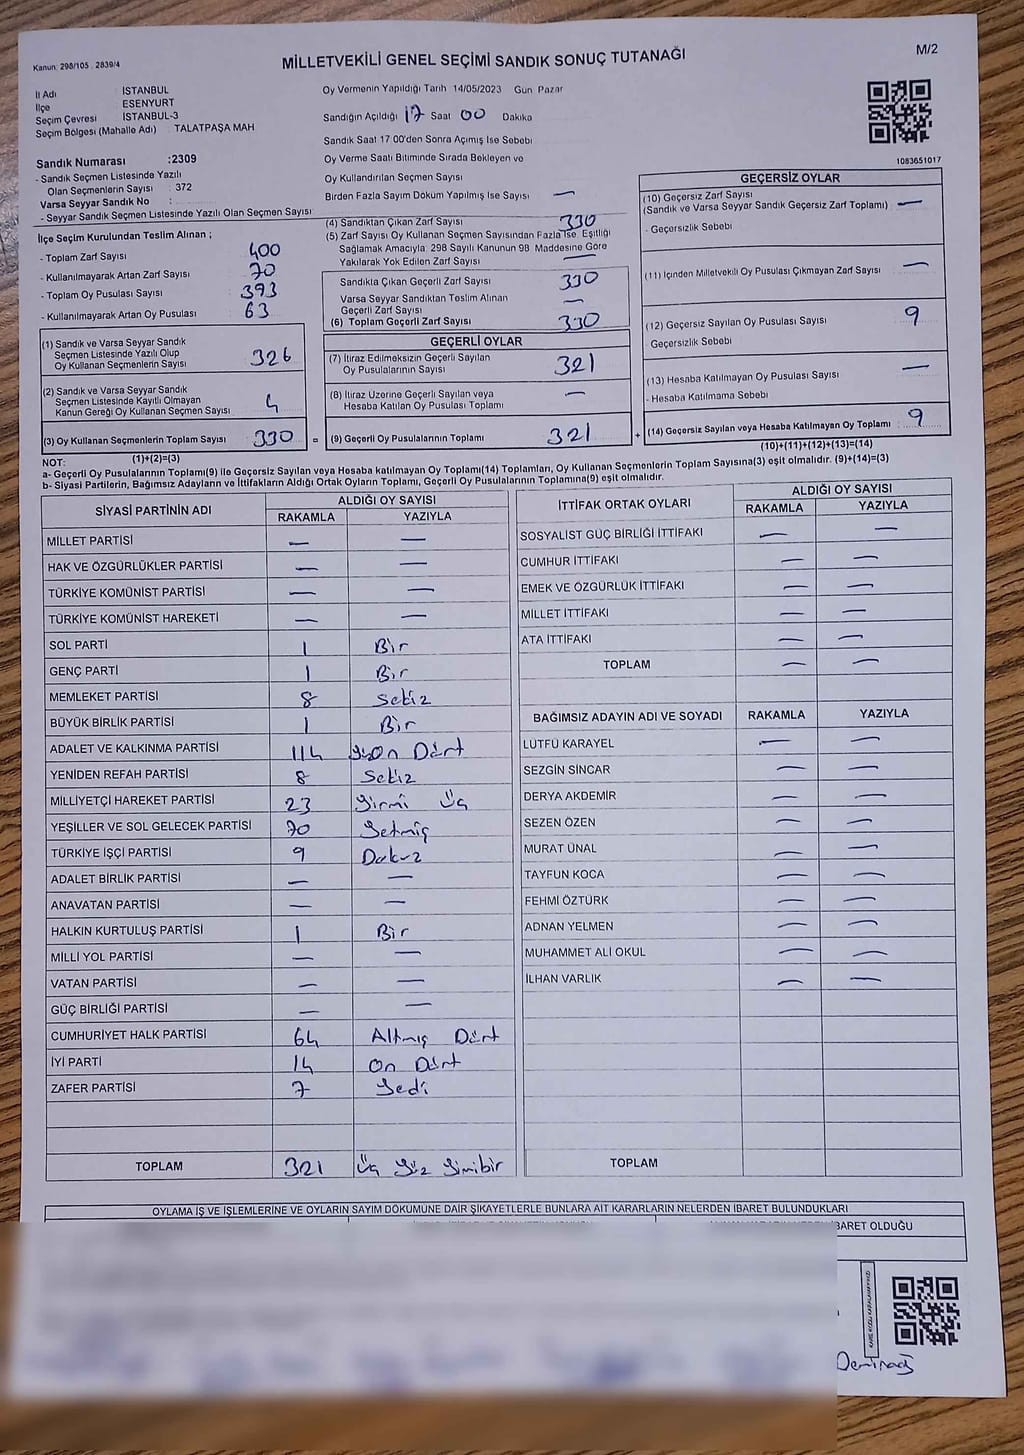 Kanun: 298/105 . 2839/4
MİLLETVEKİLİ GENEL SEÇİMİ SANDIK SONUÇ TUTANAĞI
M/2
İl Adı İSTANBUL
İlçe ESENYURT
Seçim Çevresi İSTANBUL-3
Seçim Bölgesi (Mahalle Adı) : TALATPAŞA MAH
Oy Vermenin Yapıldığı Tarih 14/05/2023 Gün Pazar
Sandığın Açıldığı 17 Saat 00 Dakika
Sandık Saat 17 00'den Sonra Açımış İse Sebebi
Oy Verme Saati Bitiminde Sırada Bekleyen ve
Oy Kullandırılan Seçmen Sayısı
Birden Fazla Sayım Döküm Yapılmış İse Sayısı —
1083651017
Sandık Numarası :2309
- Sandık Seçmen Listesinde Yazılı
Olan Seçmenlerin Sayısı : 372
Varsa Seyyar Sandık No :
- Seyyar Sandık Seçmen Listesinde Yazılı Olan Seçmen Sayısı
İlçe Seçim Kurulundan Teslim Alınan ;
- Toplam Zarf Sayısı : 400
- Kullanılmayarak Artan Zarf Sayısı : 70
- Toplam Oy Pusulası Sayısı : 393
- Kullanılmayarak Artan Oy Pusulası : 63
(1) Sandık ve Varsa Seyyar Sandık
Seçmen Listesinde Yazılı Olup
Oy Kullanan Seçmenlerin Sayısı 326
(2) Sandık ve Varsa Seyyar Sandık
Seçmen Listesinde Kayıtlı Olmayan
Kanun Gereği Oy Kullanan Seçmen Sayısı 4
(3) Oy Kullanan Seçmenlerin Toplam Sayısı 330 =
(1)+(2)=(3)
(4) Sandıktan Çıkan Zarf Sayısı 330
(5) Zarf Sayısı Oy Kullanan Seçmen Sayısından Fazla İse, Eşitliği
Sağlamak Amacıyla: 298 Sayılı Kanunun 98 Maddesine Göre
Yakılarak Yok Edilen Zarf Sayısı —
Sandıkta Çıkan Geçerli Zarf Sayısı 330
Varsa Seyyar Sandıktan Teslim Alınan
Geçerli Zarf Sayısı —
(6) Toplam Geçerli Zarf Sayısı 330
GEÇERLİ OYLAR
(7) İtiraz Edilmeksizin Geçerli Sayılan
Oy Pusulalarının Sayısı 321
(8) İtiraz Üzerine Geçerli Sayılan veya
Hesaba Katılan Oy Pusulası Toplamı —
(9) Geçerli Oy Pusulalarının Toplamı 321 +
GEÇERSİZ OYLAR
(10) Geçersiz Zarf Sayısı
(Sandık ve Varsa Seyyar Sandık Geçersiz Zarf Toplamı) —
- Geçersizlik Sebebi
(11) İçinden Milletvekili Oy Pusulası Çıkmayan Zarf Sayısı —
(12) Geçersiz Sayılan Oy Pusulası Sayısı 9
Geçersizlik Sebebi
(13) Hesaba Katılmayan Oy Pusulası Sayısı —
- Hesaba Katılmama Sebebi
(14) Geçersiz Sayılan veya Hesaba Katılmayan Oy Toplamı : 9
(10)+(11)+(12)+(13)=(14)
NOT:
a- Geçerli Oy Pusulalarının Toplamı(9) ile Geçersiz Sayılan veya Hesaba katılmayan Oy Toplamı(14) Toplamları, Oy Kullanan Seçmenlerin Toplam Sayısına(3) eşit olmalıdır. (9)+(14)=(3)
b- Siyasi Partilerin, Bağımsız Adayların ve İttifakların Aldığı Ortak Oyların Toplamı, Geçerli Oy Pusulalarının Toplamına(9) eşit olmalıdır.
SİYASİ PARTİNİN ADI ALDIĞI OY SAYISI
RAKAMLA YAZIYLA
MİLLET PARTİSİ — —
HAK VE ÖZGÜRLÜKLER PARTİSİ — —
TÜRKİYE KOMÜNİST PARTİSİ — —
TÜRKİYE KOMÜNİST HAREKETİ — —
SOL PARTİ 1 Bir
GENÇ PARTİ 1 Bir
MEMLEKET PARTİSİ 8 Sekiz
BÜYÜK BİRLİK PARTİSİ 1 Bir
ADALET VE KALKINMA PARTİSİ 114 Yüzon Dört
YENİDEN REFAH PARTİSİ 8 Sekiz
MİLLİYETÇİ HAREKET PARTİSİ 23 Yirmi Üç
YEŞİLLER VE SOL GELECEK PARTİSİ 70 Yetmiş
TÜRKİYE İŞÇİ PARTİSİ 9 Dokuz
ADALET BİRLİK PARTİSİ — —
ANAVATAN PARTİSİ — —
HALKIN KURTULUŞ PARTİSİ 1 Bir
MİLLİ YOL PARTİSİ — —
VATAN PARTİSİ — —
GÜÇ BİRLİĞİ PARTİSİ — —
CUMHURİYET HALK PARTİSİ 64 Altmış Dört
İYİ PARTİ 14 On Dört
ZAFER PARTİSİ 7 Yedi
TOPLAM 321 Üç Yüz Yirmibir
İTTİFAK ORTAK OYLARI ALDIĞI OY SAYISI
RAKAMLA YAZIYLA
SOSYALİST GÜÇ BİRLİĞİ İTTİFAKI — —
CUMHUR İTTİFAKI — —
EMEK VE ÖZGÜRLÜK İTTİFAKI — —
MİLLET İTTİFAKI — —
ATA İTTİFAKI — —
TOPLAM — —
BAĞIMSIZ ADAYIN ADI VE SOYADI RAKAMLA YAZIYLA
LÜTFÜ KARAYEL — —
SEZGİN SİNCAR — —
DERYA AKDEMİR — —
SEZEN ÖZEN — —
MURAT ÜNAL — —
TAYFUN KOCA — —
FEHMİ ÖZTÜRK — —
ADNAN YELMEN — —
MUHAMMET ALİ OKUL — —
İLHAN VARLIK — —
TOPLAM
OYLAMA İŞ VE İŞLEMLERİNE VE OYLARIN SAYIM DÖKÜMÜNE DAİR ŞİKAYETLERLE BUNLARA AİT KARARLARIN NELERDEN İBARET BULUNDUKLARI
İBARET OLDUĞU